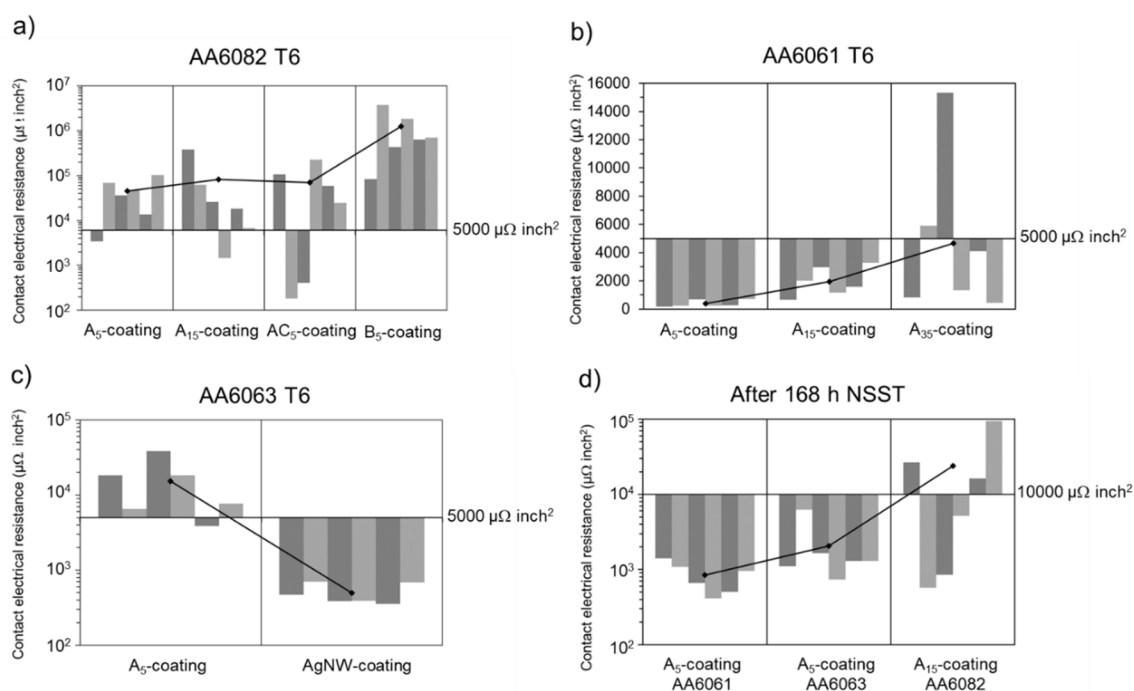 a)
AA6082 T6
Contact electrical resistance (µΩ inch²)
10⁷
10⁶
10⁵
10⁴
10³
10²
5000 µΩ inch²
A₅-coating A₁₅-coating AC₅-coating B₅-coating
b)
AA6061 T6
Contact electrical resistance (µΩ inch²)
16000
14000
12000
10000
8000
6000
4000
2000
0
5000 µΩ inch²
A₅-coating A₁₅-coating A₃₅-coating
c)
AA6063 T6
Contact electrical resistance (µΩ inch²)
10⁵
10⁴
10³
10²
5000 µΩ inch²
A₅-coating AgNW-coating
d)
After 168 h NSST
Contact electrical resistance (µΩ inch²)
10⁵
10⁴
10³
10²
10000 µΩ inch²
A₅-coating A₅-coating A₁₅-coating
AA6061 AA6063 AA6082